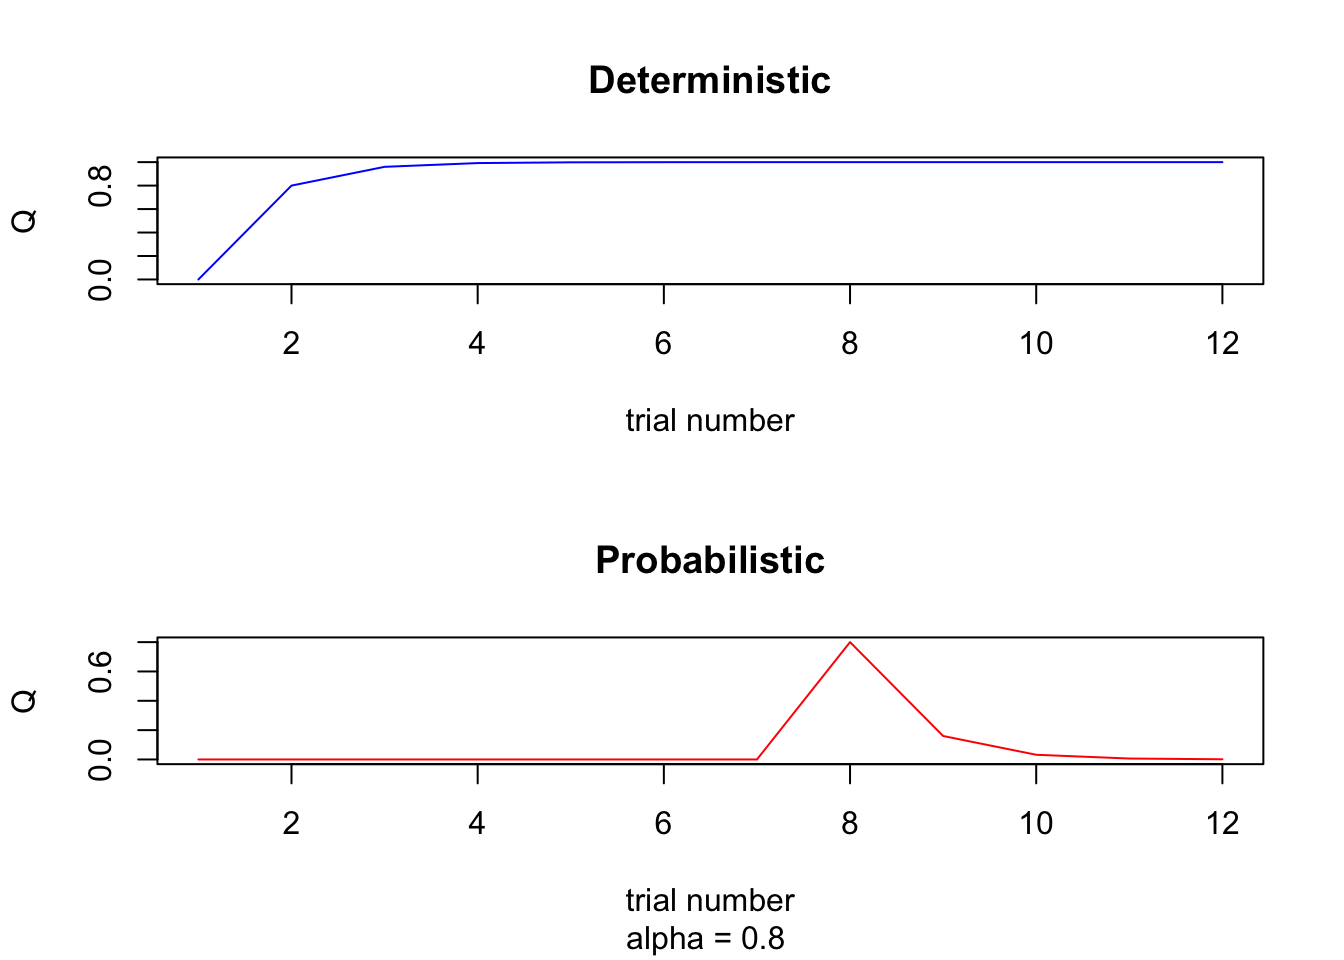 Deterministic
Q
0.8
0.0
2 4 6 8 10 12
trial number
Probabilistic
Q
0.6
0.0
2 4 6 8 10 12
trial number
alpha = 0.8